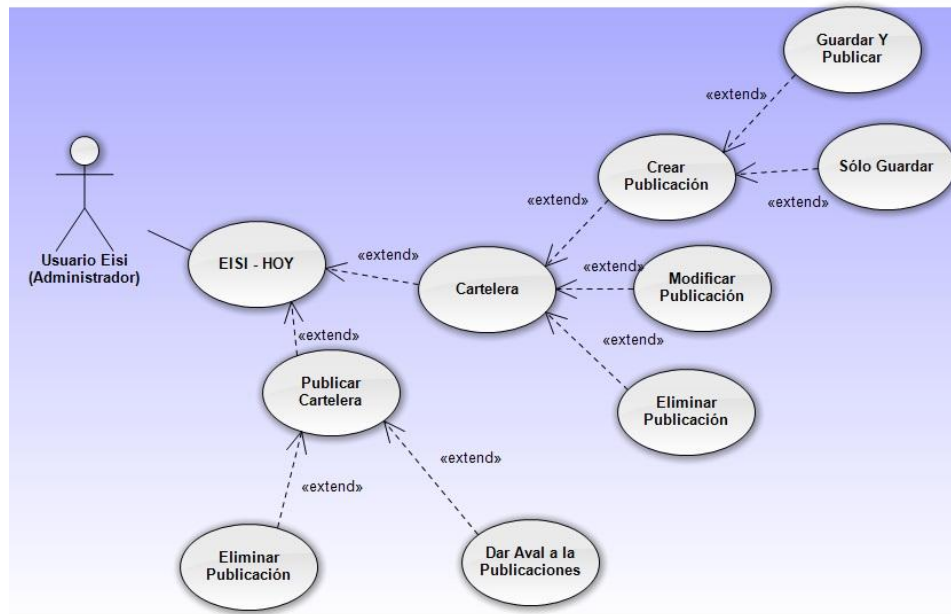 Guardar Y
Publicar
«extend»
Crear
Publicación
Sólo Guardar
«extend»
«extend»
Usuario Eisi
(Administrador)
EISI - HOY
«extend»
Cartelera
«extend»
Modificar
Publicación
«extend»
Publicar
Cartelera
«extend»
Eliminar
Publicación
«extend»
«extend»
Eliminar
Publicación
Dar Aval a la
Publicaciones